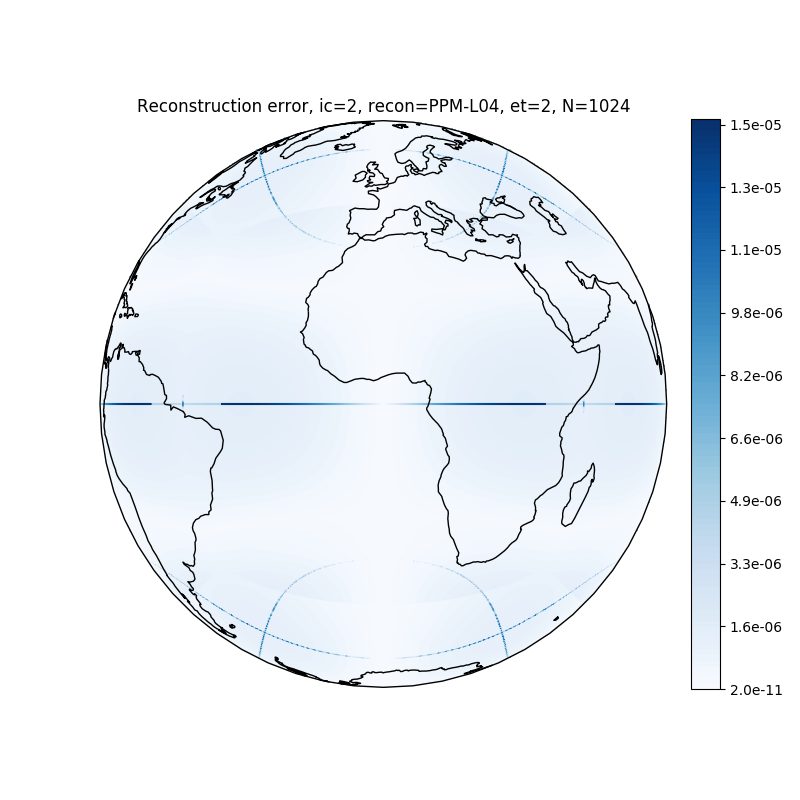 Reconstruction error, ic=2, recon=PPM-L04, et=2, N=1024
1.5e-05
1.3e-05
1.1e-05
9.8e-06
8.2e-06
6.6e-06
4.9e-06
3.3e-06
1.6e-06
2.0e-11